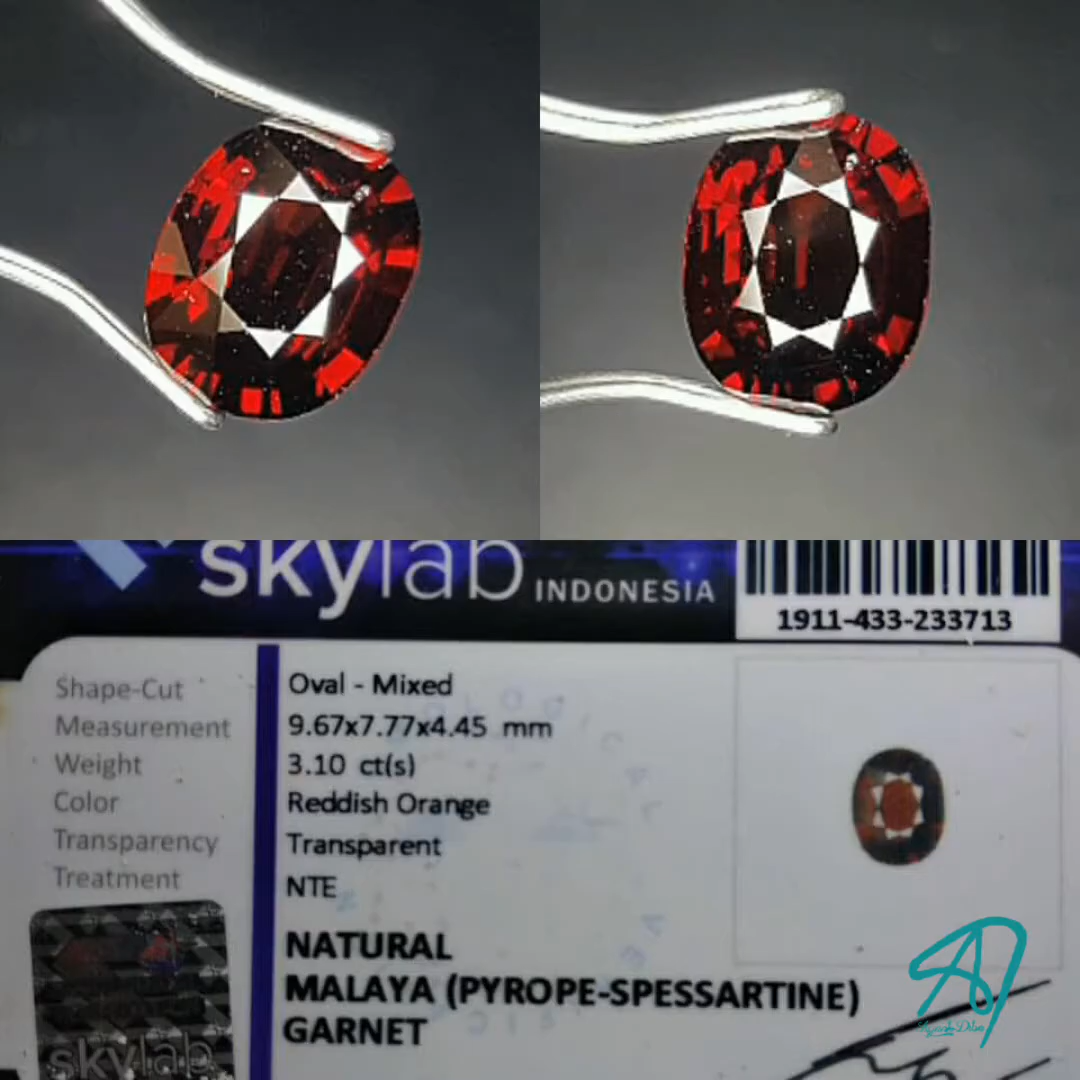 skylab INDONESIA
1911-433-233713
Shape-Cut Oval - Mixed
Measurement 9.67x7.77x4.45 mm
Weight 3.10 ct(s)
Color Reddish Orange
Transparency Transparent
Treatment NTE
NATURAL
MALAYA (PYROPE-SPESSARTINE)
GARNET
skylab